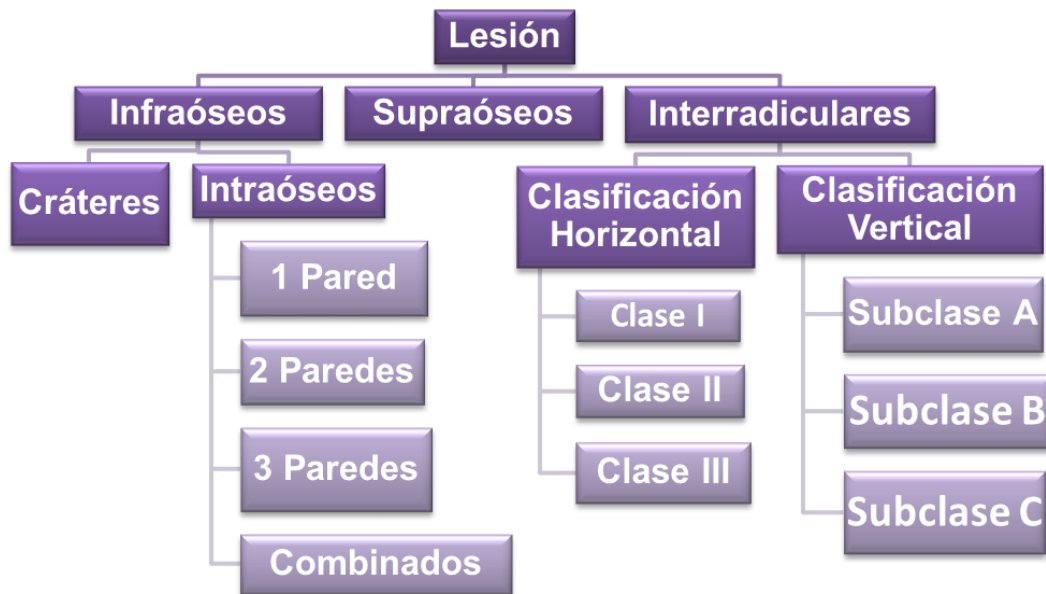 Lesión
Infraóseos
Supraóseos
Interradiculares
Cráteres
Intraóseos
1 Pared
2 Paredes
3 Paredes
Combinados
Clasificación
Horizontal
Clase I
Clase II
Clase III
Clasificación
Vertical
Subclase A
Subclase B
Subclase C